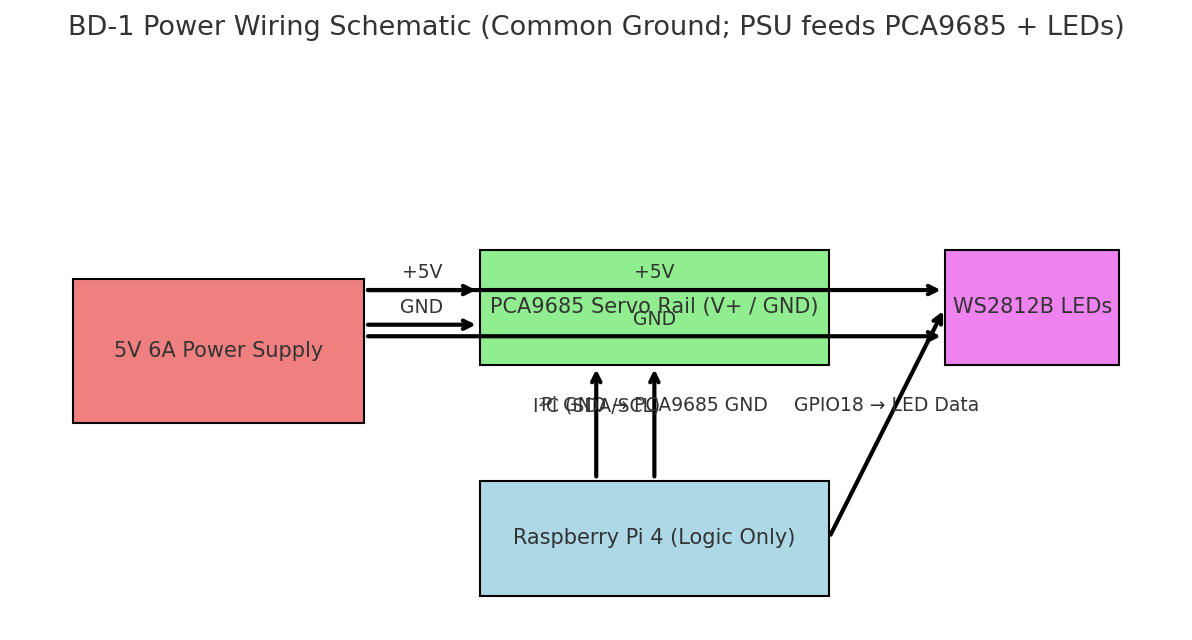 BD-1 Power Wiring Schematic (Common Ground; PSU feeds PCA9685 + LEDs)
+5V
+5V
GND
PCA9685 Servo Rail (V+ / GND)
WS2812B LEDs
GND
5V 6A Power Supply
I²C (SDA/SCL)
Pi GND → PCA9685 GND
GPIO18 → LED Data
Raspberry Pi 4 (Logic Only)